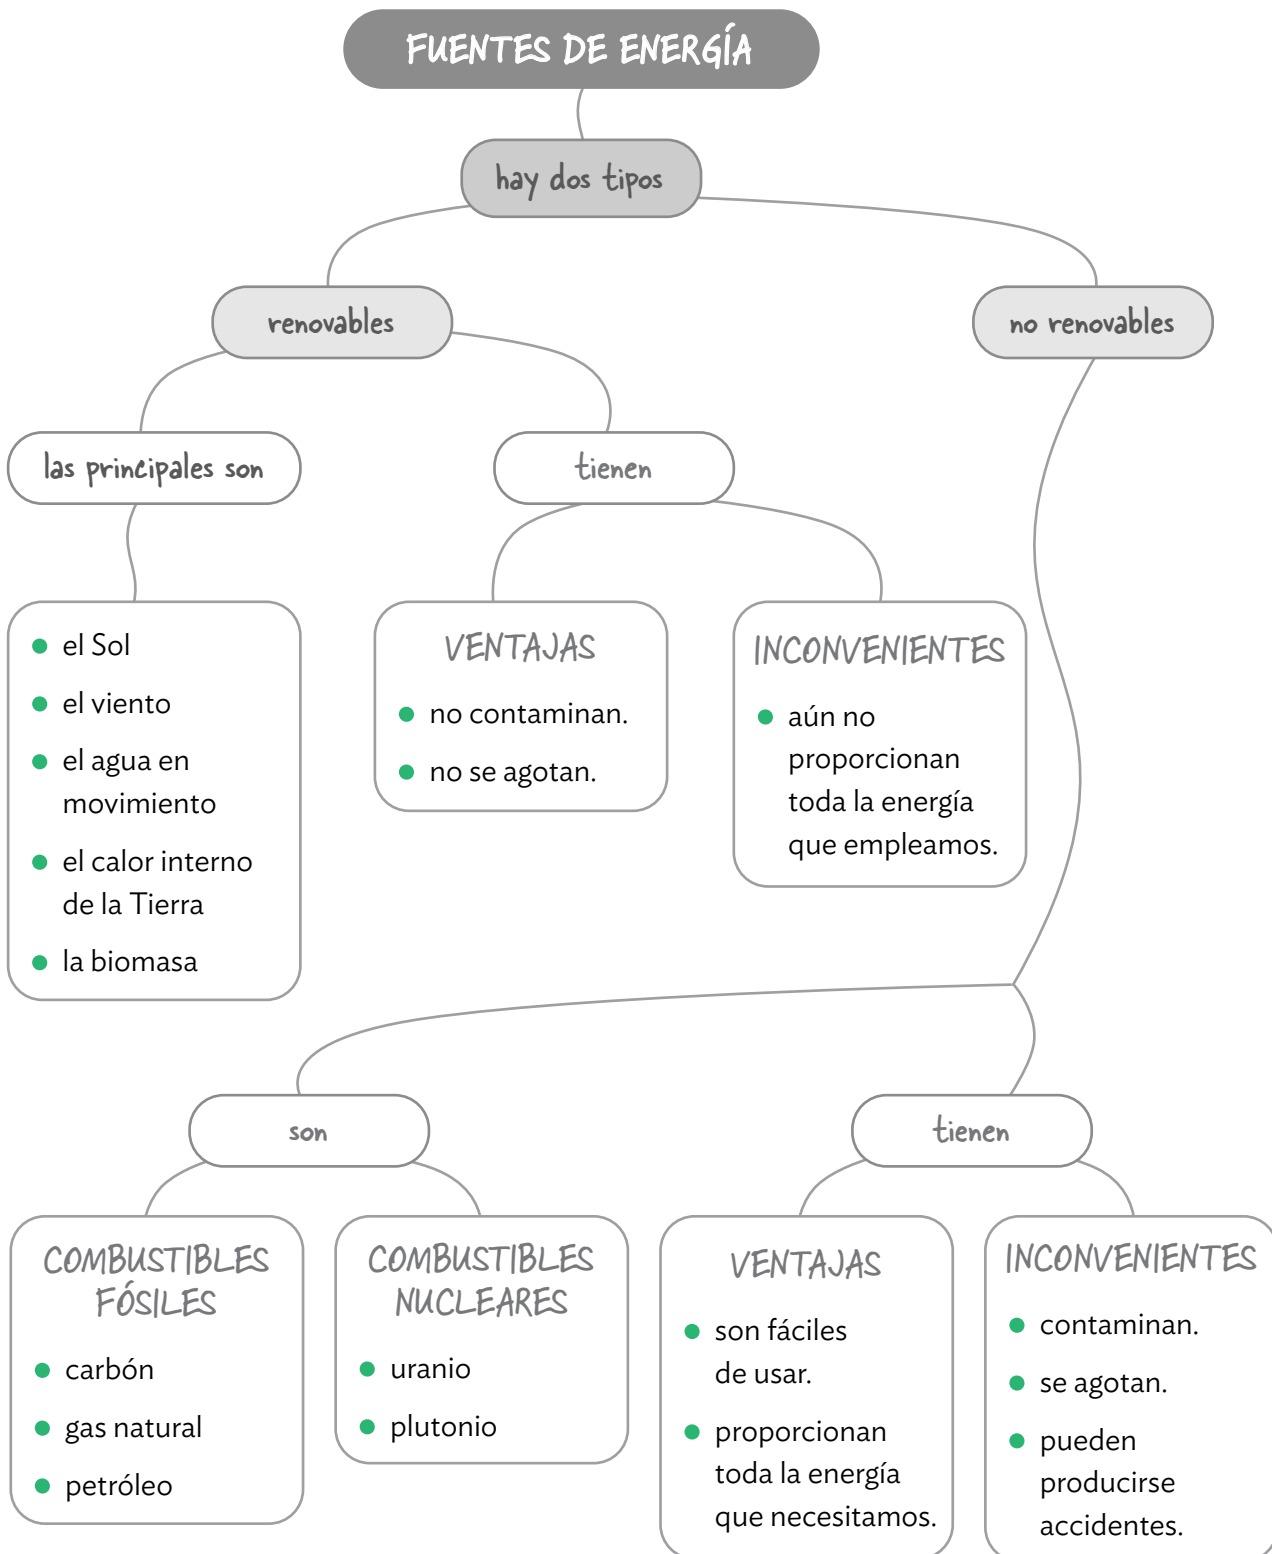 FUENTES DE ENERGÍA
hay dos tipos
renovables
no renovables
las principales son
tienen
el Sol
el viento
el agua en
movimiento
el calor interno
de la Tierra
la biomasa
VENTAJAS
no contaminan.
no se agotan.
INCONVENIENTES
aún no
proporcionan
toda la energía
que empleamos.
son
tienen
COMBUSTIBLES
FÓSILES
carbón
gas natural
petróleo
COMBUSTIBLES
NUCLEARES
uranio
plutonio
VENTAJAS
son fáciles
de usar.
proporcionan
toda la energía
que necesitamos.
INCONVENIENTES
contaminan.
se agotan.
pueden
producirse
accidentes.